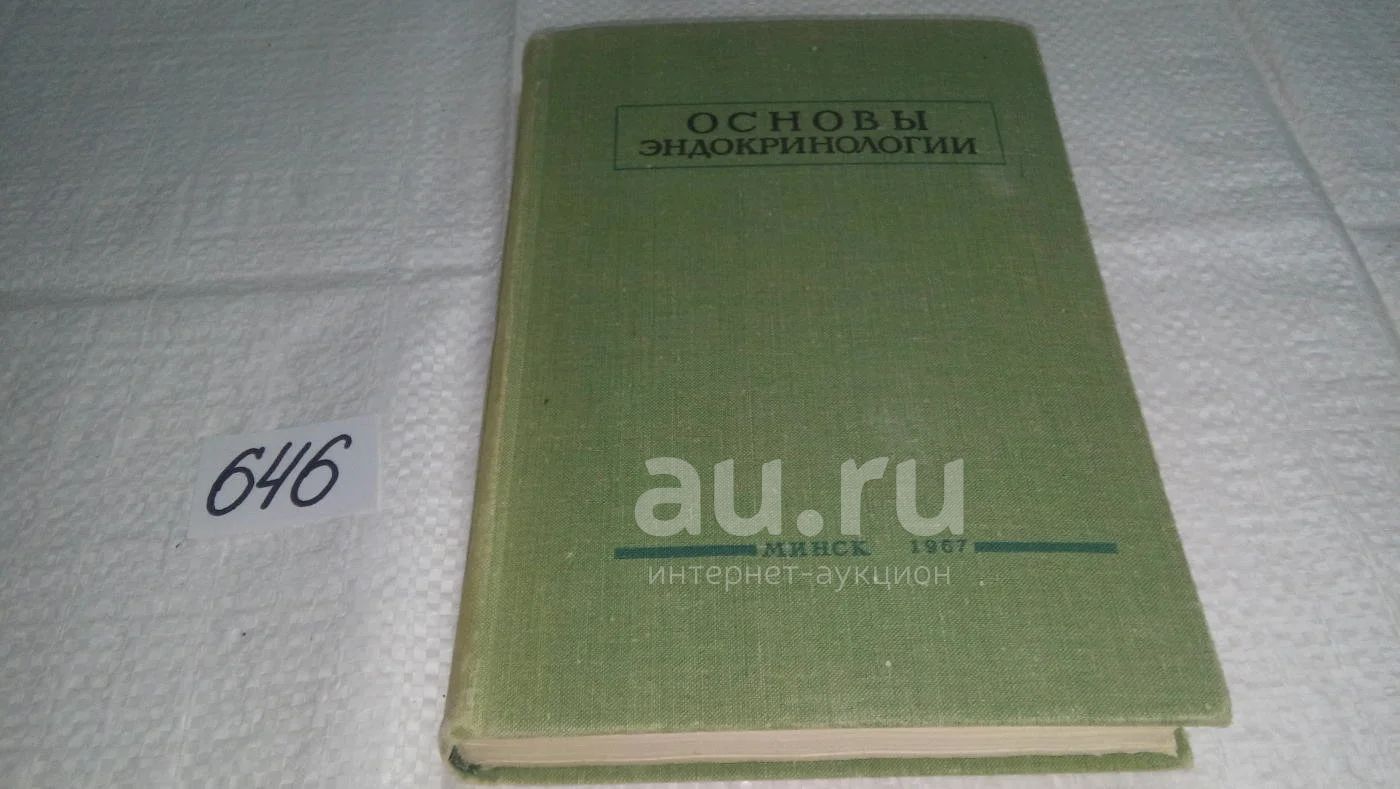 ОСНОВЫ
ЭНДОКРИНОЛОГИИ
646
au.ru
МИНСК 1967
интернет-аукцион